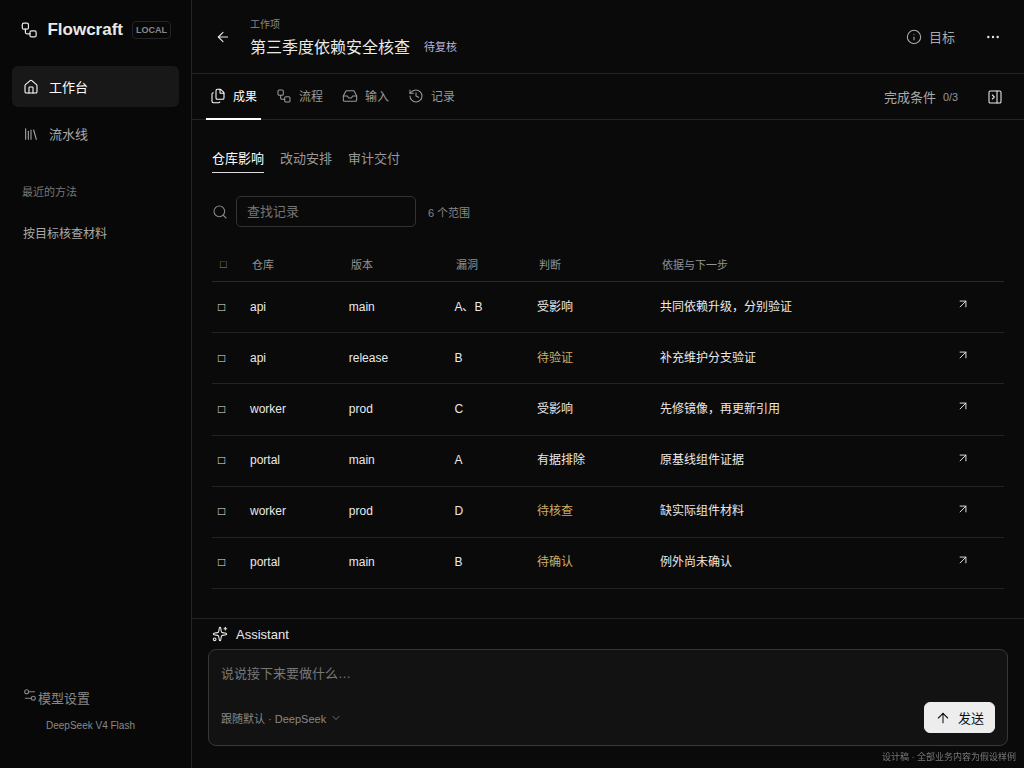 Flowcraft LOCAL
工作台
流水线
最近的方法
按目标核查材料
模型设置
DeepSeek V4 Flash
工作项
第三季度依赖安全核查 待复核
目标
成果 流程 输入 记录
完成条件 0/3
仓库影响 改动安排 审计交付
查找记录 6 个范围
仓库 版本 漏洞 判断 依据与下一步
api main A、B 受影响 共同依赖升级，分别验证
api release B 待验证 补充维护分支验证
worker prod C 受影响 先修镜像，再更新引用
portal main A 有据排除 原基线组件证据
worker prod D 待核查 缺实际组件材料
portal main B 待确认 例外尚未确认
Assistant
说说接下来要做什么…
跟随默认 · DeepSeek
发送
设计稿 · 全部业务内容为假设样例